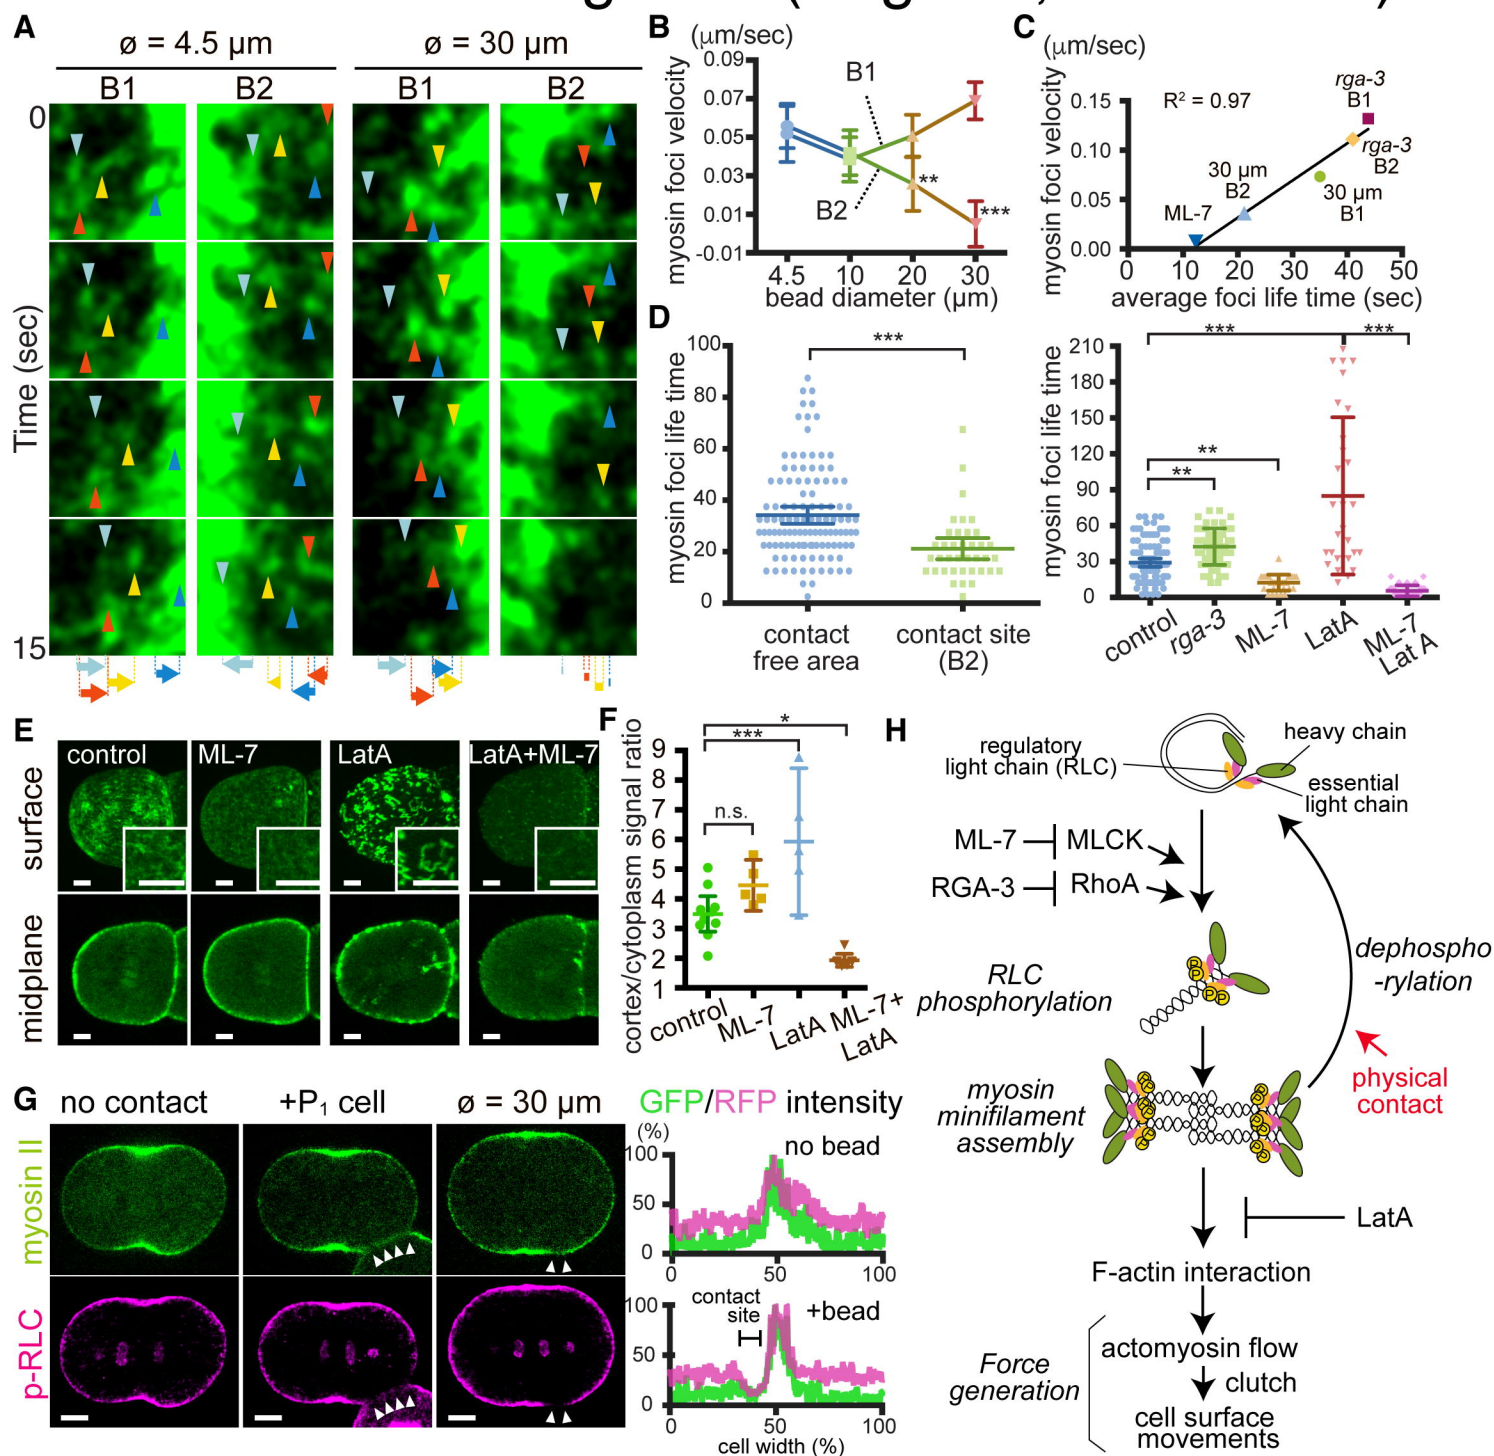 A
ø = 4.5 µm
ø = 30 µm
B1
B2
B1
B2
Time (sec)
0
15
B
(µm/sec)
myosin foci velocity
0.09
0.07
0.05
0.03
0.01
-0.01
B1
B2
**
***
4.5
10
20
30
bead diameter (µm)
C
(µm/sec)
myosin foci velocity
0.15
0.10
0.05
0.00
R² = 0.97
rga-3
B1
rga-3
B2
30 µm
B2
30 µm
B1
ML-7
0
10
20
30
40
50
average foci life time (sec)
D
myosin foci life time
100
80
60
40
20
0
***
contact
free area
contact site
(B2)
myosin foci life time
210
180
150
120
90
60
30
0
***
***
**
**
control
rga-3
ML-7
LatA
ML-7
Lat A
E
surface
midplane
control
ML-7
LatA
LatA+ML-7
F
cortex/cytoplasm signal ratio
9
8
7
6
5
4
3
2
1
*
***
n.s.
control
ML-7
LatA
ML-7+
LatA
G
no contact
+P₁ cell
ø = 30 µm
myosin II
p-RLC
GFP/RFP intensity
(%)
100
50
0
no bead
0
50
100
100
50
0
contact
site
+bead
0
50
100
cell width (%)
H
regulatory
light chain (RLC)
heavy chain
essential
light chain
ML-7
MLCK
RGA-3
RhoA
RLC
phosphorylation
P
P
P
P
dephospho
-rylation
physical
contact
myosin
minifilament
assembly
LatA
F-actin interaction
Force
generation
actomyosin flow
clutch
cell surface
movements